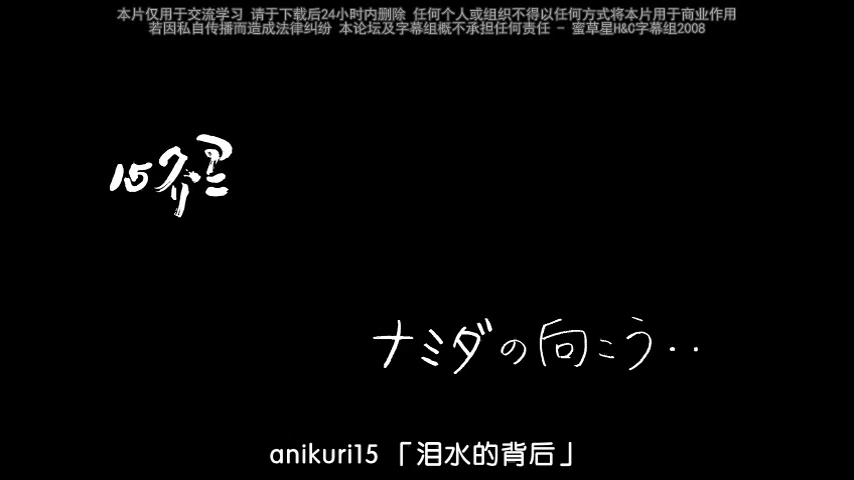 本片仅用于交流学习 请于下载后24小时内删除 任何个人或组织不得以任何方式将本片用于商业作用
若因私自传播而造成法律纠纷 本论坛及字幕组概不承担任何责任 - 蜜草星H&C字幕组2008
アニ
クリ
15
ナミダの向こう‥
anikuri15「泪水的背后」